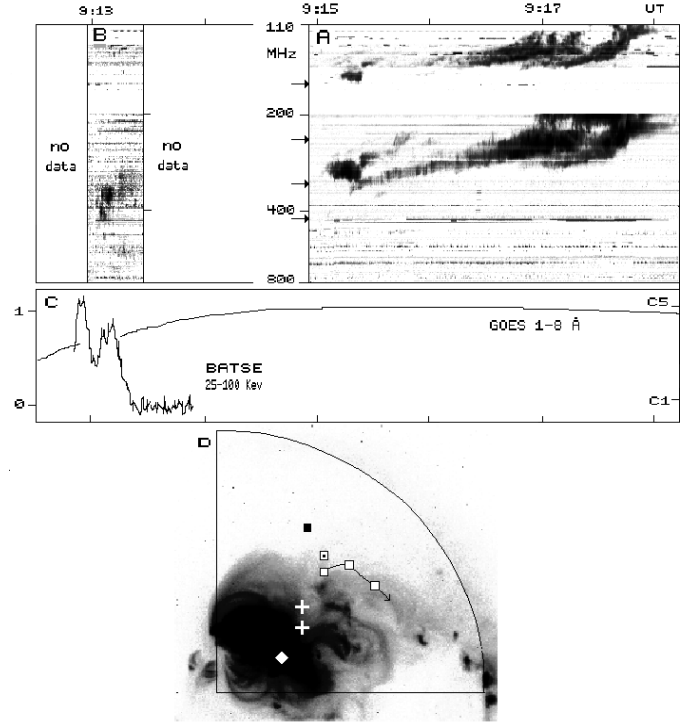 9:13 9:15 9:17 UT
B 110 A
MHz
200
no data no data
400
800
C C5
1
GOES 1-8 Å
BATSE
25-100 Kev
0 C1
D